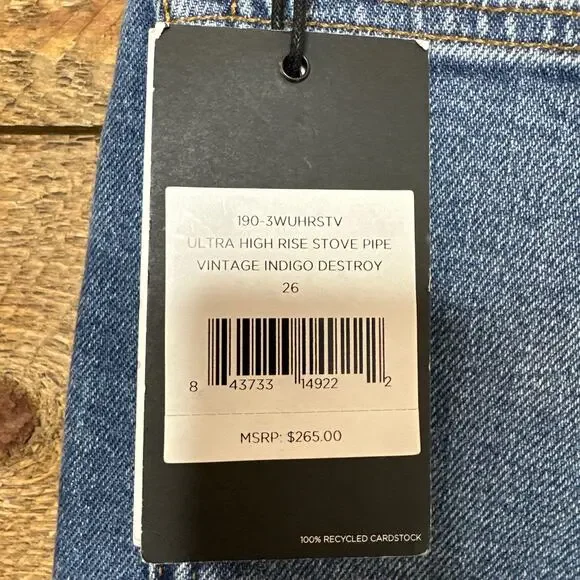 190-3WUHRSTV
ULTRA HIGH RISE STOVE PIPE
VINTAGE INDIGO DESTROY
26
8 43733 14922 2
MSRP: $265.00
100% RECYCLED CARDSTOCK